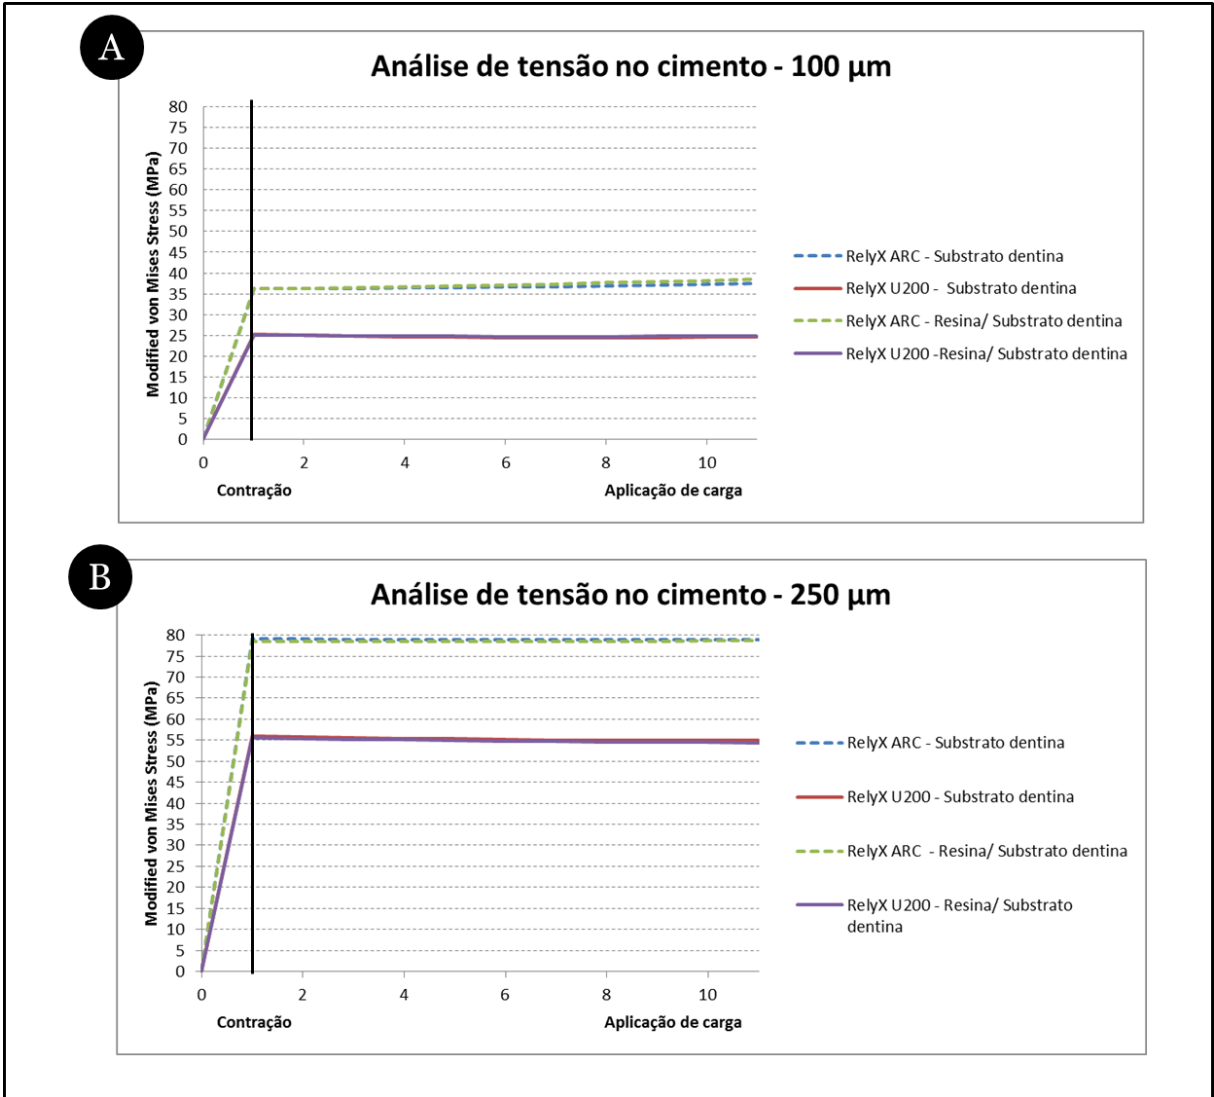 A
Análise de tensão no cimento - 100 µm
Modified von Mises Stress (MPa)
80
75
70
65
60
55
50
45
40
35
30
25
20
15
10
5
0
0 2 4 6 8 10
Contração Aplicação de carga
RelyX ARC - Substrato dentina
RelyX U200 - Substrato dentina
RelyX ARC - Resina/ Substrato dentina
RelyX U200 -Resina/ Substrato dentina
B
Análise de tensão no cimento - 250 µm
Modified von Mises Stress (MPa)
80
75
70
65
60
55
50
45
40
35
30
25
20
15
10
5
0
0 2 4 6 8 10
Contração Aplicação de carga
RelyX ARC - Substrato dentina
RelyX U200 - Substrato dentina
RelyX ARC - Resina/ Substrato dentina
RelyX U200 - Resina/ Substrato
dentina